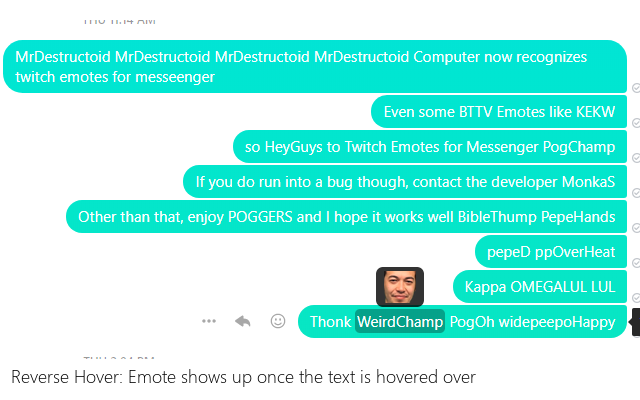 MrDestructoid MrDestructoid MrDestructoid MrDestructoid Computer now recognizes
twitch emotes for messeenger
Even some BTTV Emotes like KEKW
so HeyGuys to Twitch Emotes for Messenger PogChamp
If you do run into a bug though, contact the developer MonkaS
Other than that, enjoy POGGERS and I hope it works well BibleThump PepeHands
pepeD ppOverHeat
Kappa OMEGALUL LUL
Thonk WeirdChamp PogOh widepeepoHappy
Reverse Hover: Emote shows up once the text is hovered over